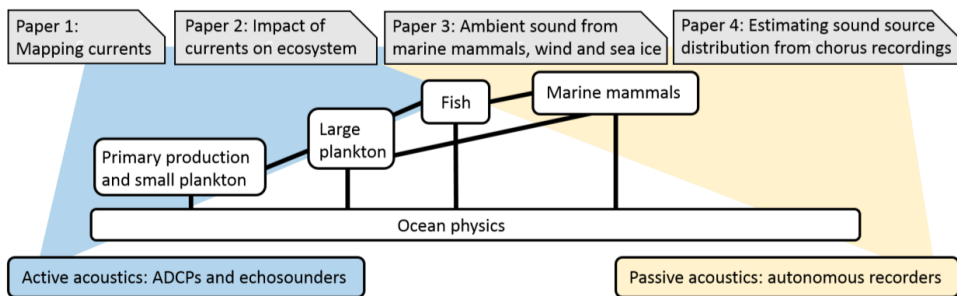 Paper 1:
Mapping currents
Paper 2: Impact of
currents on ecosystem
Paper 3: Ambient sound from
marine mammals, wind and sea ice
Paper 4: Estimating sound source
distribution from chorus recordings
Marine mammals
Fish
Large
plankton
Primary production
and small plankton
Ocean physics
Active acoustics: ADCPs and echosounders
Passive acoustics: autonomous recorders